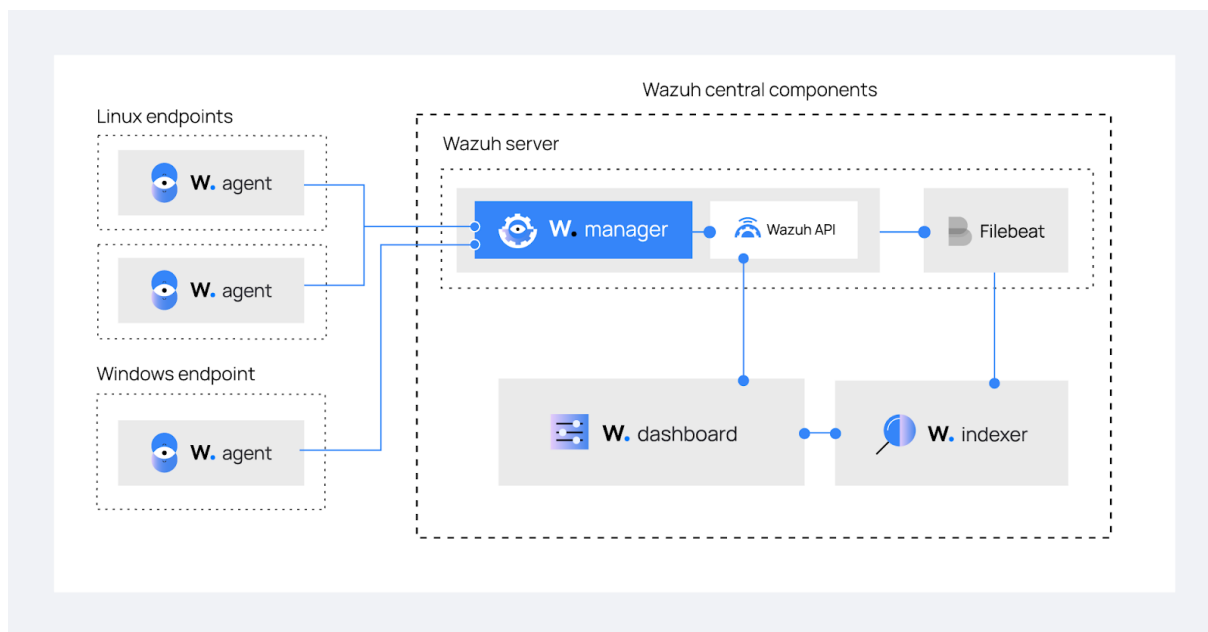 Wazuh central components
Linux endpoints
Wazuh server
W. agent
W. manager
Wazuh API
Filebeat
W. agent
Windows endpoint
W. agent
W. dashboard
W. indexer